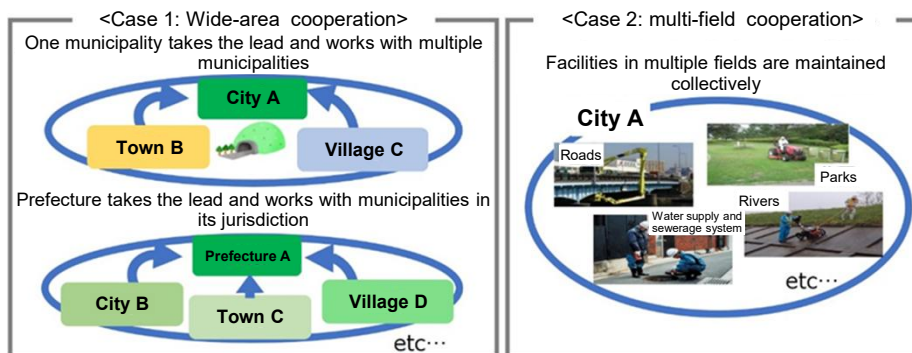 <Case 1: Wide-area cooperation>
One municipality takes the lead and works with multiple
municipalities
City A
Town B
Village C
Prefecture takes the lead and works with municipalities in
its jurisdiction
Prefecture A
City B
Town C
Village D
etc…
<Case 2: multi-field cooperation>
Facilities in multiple fields are maintained
collectively
City A
Roads
Parks
Water supply and
sewerage system
Rivers
etc…